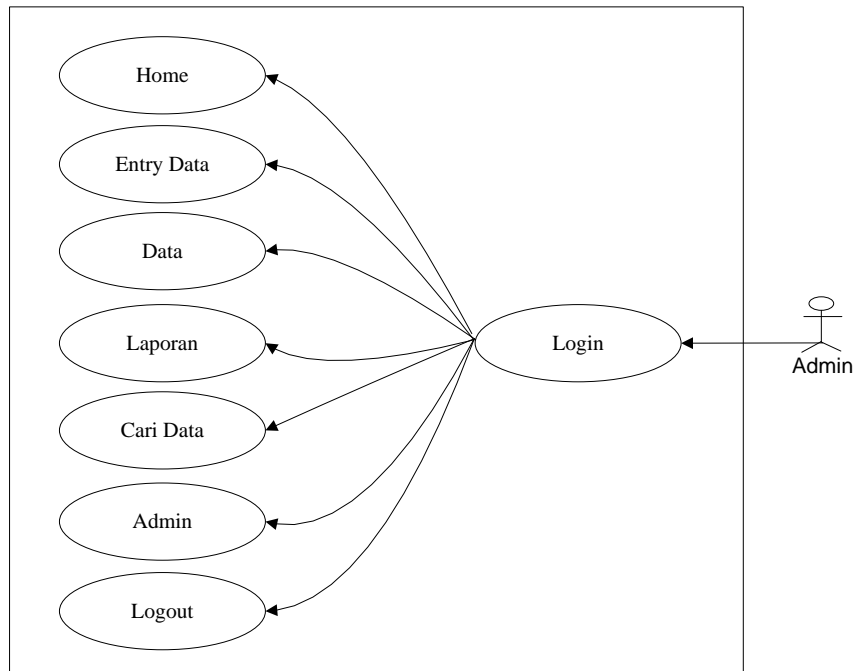 Home
Entry Data
Data
Laporan
Cari Data
Admin
Logout
Login
Admin